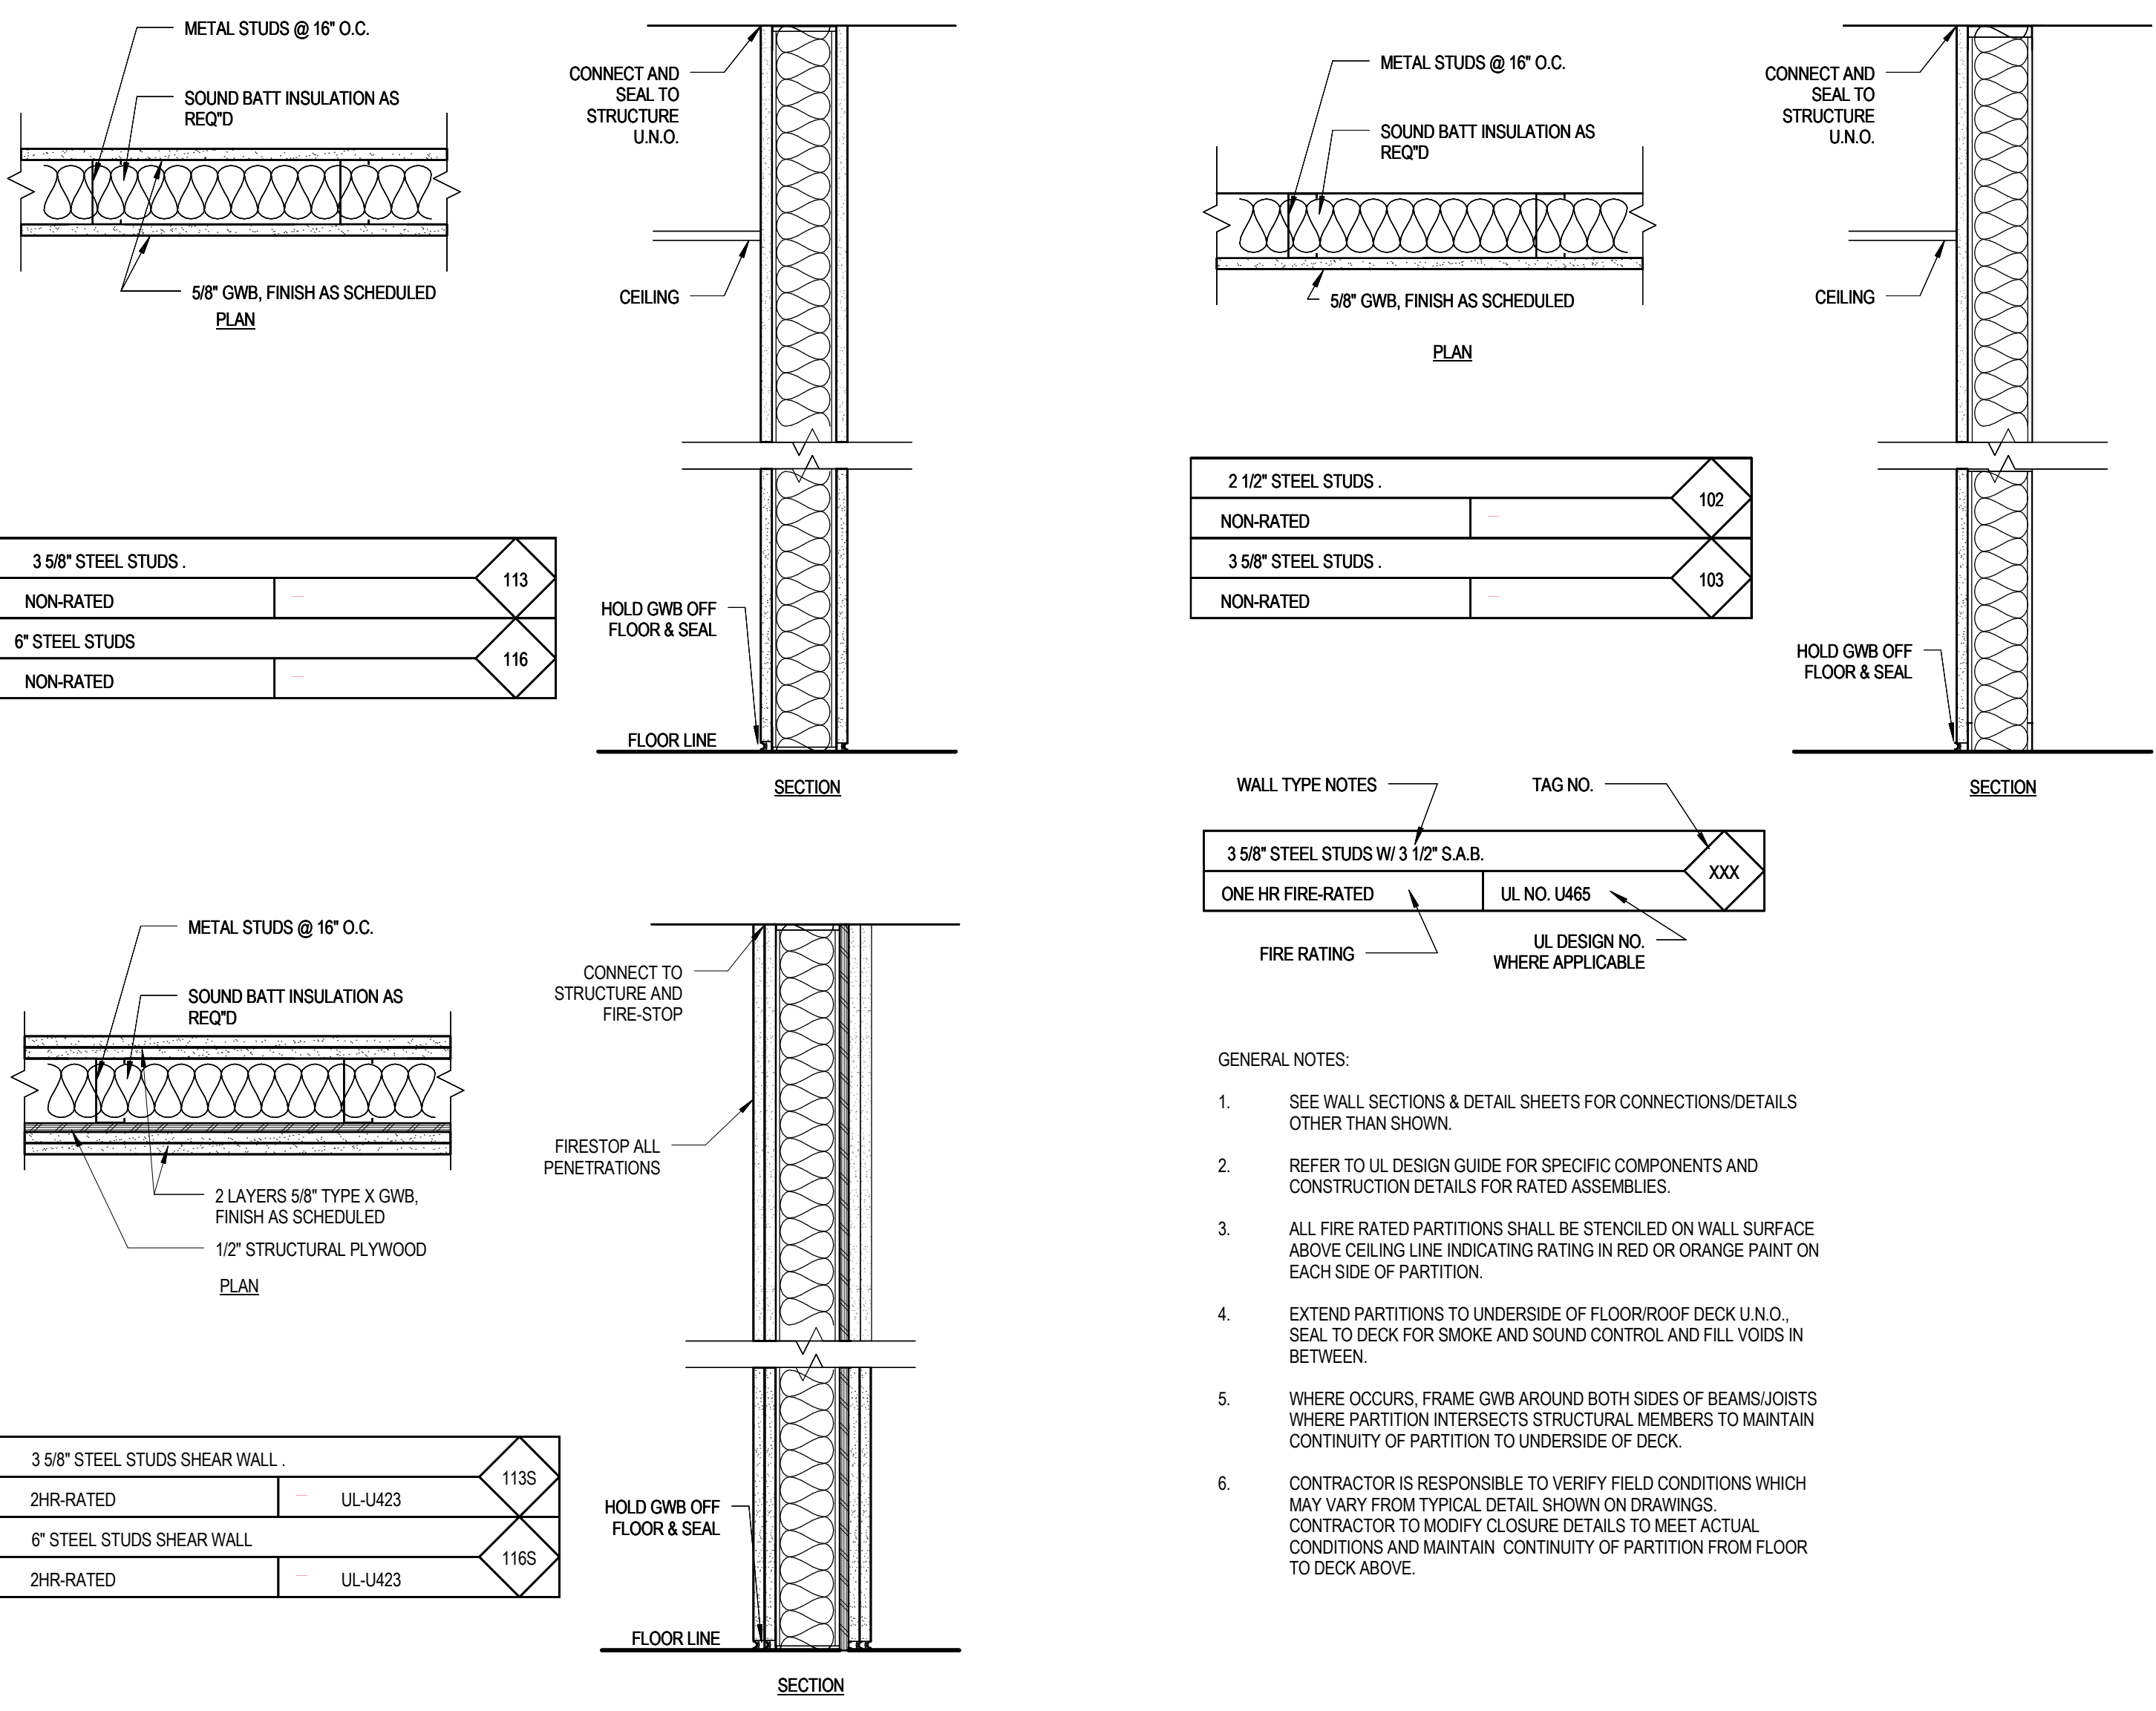 METAL STUDS @ 16" O.C.
SOUND BATT INSULATION AS
REQ"D
5/8" GWB, FINISH AS SCHEDULED
PLAN
CONNECT AND
SEAL TO
STRUCTURE
U.N.O.
CEILING
3 5/8" STEEL STUDS .
113
NON-RATED
6" STEEL STUDS
116
NON-RATED
HOLD GWB OFF
FLOOR & SEAL
FLOOR LINE
SECTION
METAL STUDS @ 16" O.C.
SOUND BATT INSULATION AS
REQ"D
5/8" GWB, FINISH AS SCHEDULED
PLAN
CONNECT AND
SEAL TO
STRUCTURE
U.N.O.
CEILING
2 1/2" STEEL STUDS .
102
NON-RATED
3 5/8" STEEL STUDS .
103
NON-RATED
HOLD GWB OFF
FLOOR & SEAL
SECTION
WALL TYPE NOTES
TAG NO.
3 5/8" STEEL STUDS W/ 3 1/2" S.A.B.
XXX
ONE HR FIRE-RATED
UL NO. U465
FIRE RATING
UL DESIGN NO.
WHERE APPLICABLE
METAL STUDS @ 16" O.C.
SOUND BATT INSULATION AS
REQ"D
2 LAYERS 5/8" TYPE X GWB,
FINISH AS SCHEDULED
1/2" STRUCTURAL PLYWOOD
PLAN
CONNECT TO
STRUCTURE AND
FIRE-STOP
FIRESTOP ALL
PENETRATIONS
3 5/8" STEEL STUDS SHEAR WALL .
113S
2HR-RATED
UL-U423
6" STEEL STUDS SHEAR WALL
116S
2HR-RATED
UL-U423
HOLD GWB OFF
FLOOR & SEAL
FLOOR LINE
SECTION
GENERAL NOTES:
1. SEE WALL SECTIONS & DETAIL SHEETS FOR CONNECTIONS/DETAILS
OTHER THAN SHOWN.
2. REFER TO UL DESIGN GUIDE FOR SPECIFIC COMPONENTS AND
CONSTRUCTION DETAILS FOR RATED ASSEMBLIES.
3. ALL FIRE RATED PARTITIONS SHALL BE STENCILED ON WALL SURFACE
ABOVE CEILING LINE INDICATING RATING IN RED OR ORANGE PAINT ON
EACH SIDE OF PARTITION.
4. EXTEND PARTITIONS TO UNDERSIDE OF FLOOR/ROOF DECK U.N.O.,
SEAL TO DECK FOR SMOKE AND SOUND CONTROL AND FILL VOIDS IN
BETWEEN.
5. WHERE OCCURS, FRAME GWB AROUND BOTH SIDES OF BEAMS/JOISTS
WHERE PARTITION INTERSECTS STRUCTURAL MEMBERS TO MAINTAIN
CONTINUITY OF PARTITION TO UNDERSIDE OF DECK.
6. CONTRACTOR IS RESPONSIBLE TO VERIFY FIELD CONDITIONS WHICH
MAY VARY FROM TYPICAL DETAIL SHOWN ON DRAWINGS.
CONTRACTOR TO MODIFY CLOSURE DETAILS TO MEET ACTUAL
CONDITIONS AND MAINTAIN CONTINUITY OF PARTITION FROM FLOOR
TO DECK ABOVE.